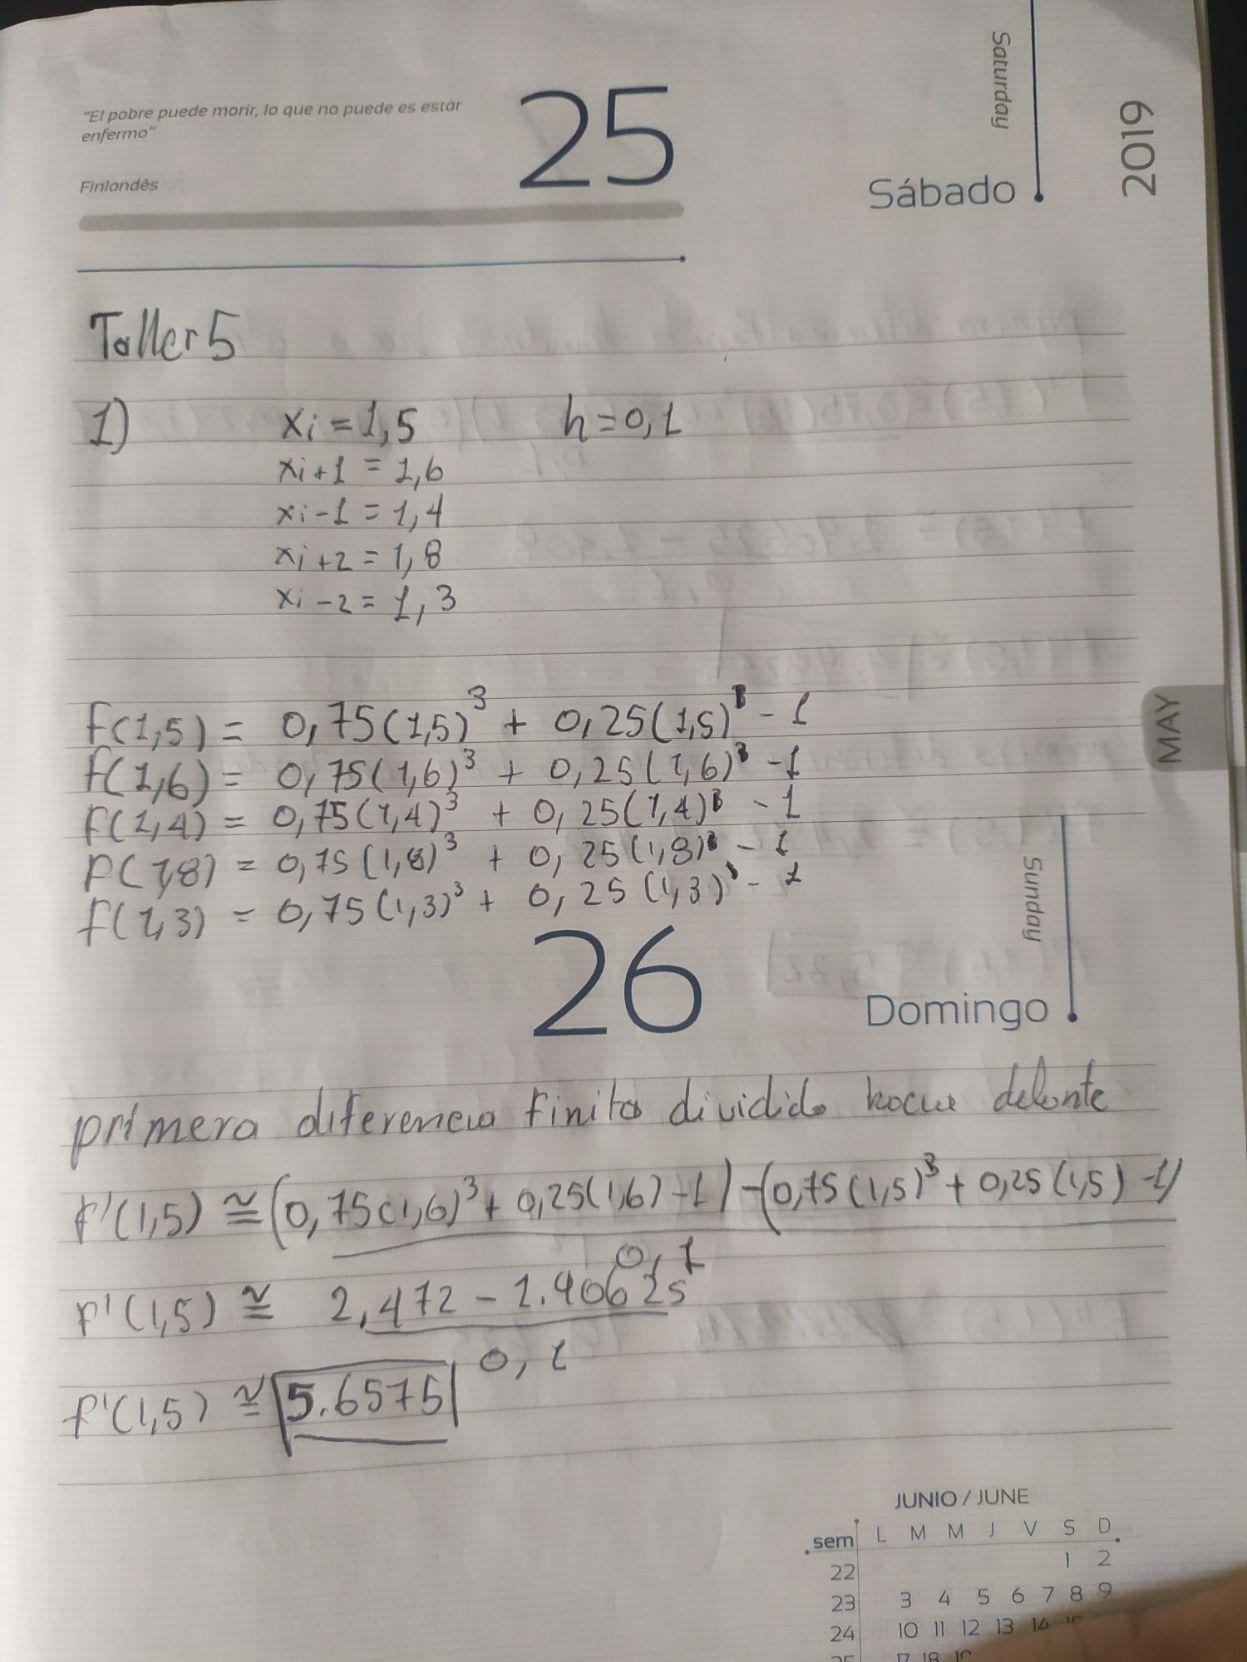 "El pobre puede morir, lo que no puede es estar
enfermo"
Finlandés
25
Sábado
Saturday
2019
Taller 5
1) xi = 1,5 h = 0,1
xi+1 = 1,6
xi-1 = 1,4
xi+2 = 1,8
xi-2 = 1,3
f(1,5) = 0,75(1,5)³ + 0,25(1,5) - 1
f(1,6) = 0,75(1,6)³ + 0,25(1,6) - 1
f(1,4) = 0,75(1,4)³ + 0,25(1,4) - 1
f(1,8) = 0,75(1,8)³ + 0,25(1,8) - 1
f(1,3) = 0,75(1,3)³ + 0,25(1,3) - 1
MAY
26
Domingo
Sunday
primera diferencia finita dividida hacia delante
f'(1,5) ≅ (0,75(1,6)³ + 0,25(1,6) - 1) - (0,75(1,5)³ + 0,25(1,5) - 1)
0,1
f'(1,5) ≅ 2,472 - 1.90625
0,1
f'(1,5) ≅ 5.6575
JUNIO / JUNE
sem L M M J V S D
22 1 2
23 3 4 5 6 7 8 9
24 10 11 12 13 14
17 18